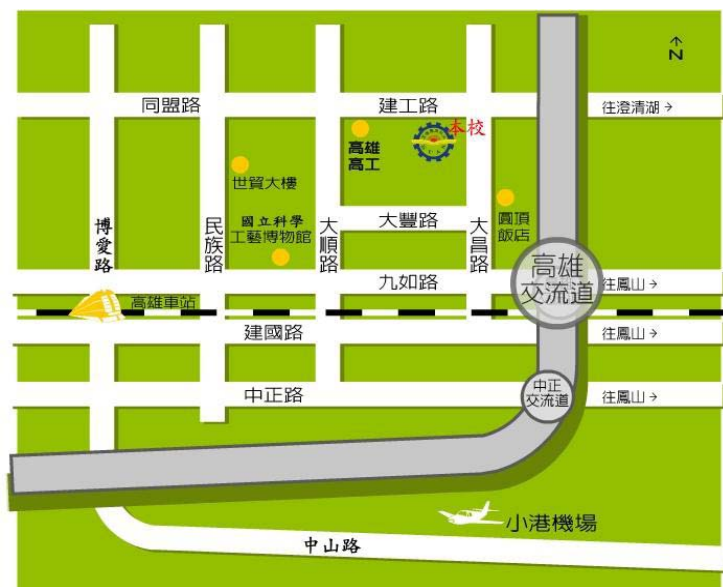 N
同盟路
建工路
往澄清湖
本校
高雄
高工
世貿大樓
國立科學
工藝博物館
博愛路
民族路
大順路
大豐路
大昌路
圓頂
飯店
高雄
交流道
九如路
往鳳山
高雄車站
建國路
往鳳山
中正路
中正
交流道
往鳳山
小港機場
中山路